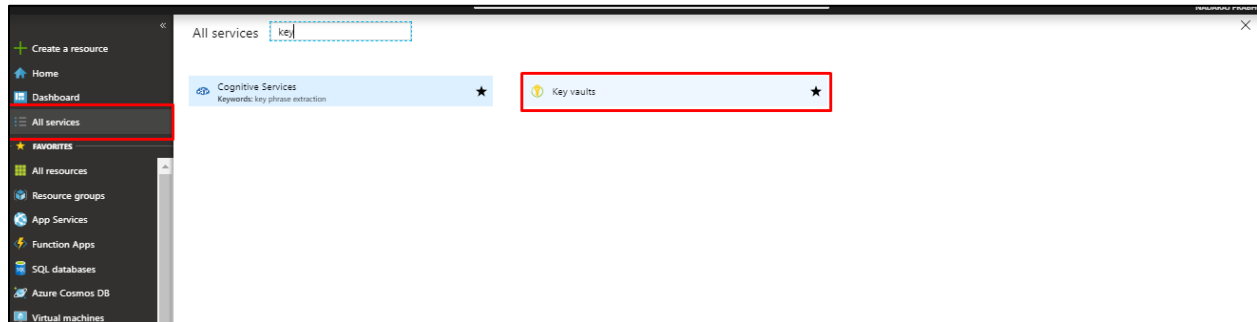 All services key
Create a resource
Home
Dashboard
All services
FAVORITES
All resources
Resource groups
App Services
Function Apps
SQL databases
Azure Cosmos DB
Virtual machines
Cognitive Services
Keywords: key phrase extraction
Key vaults